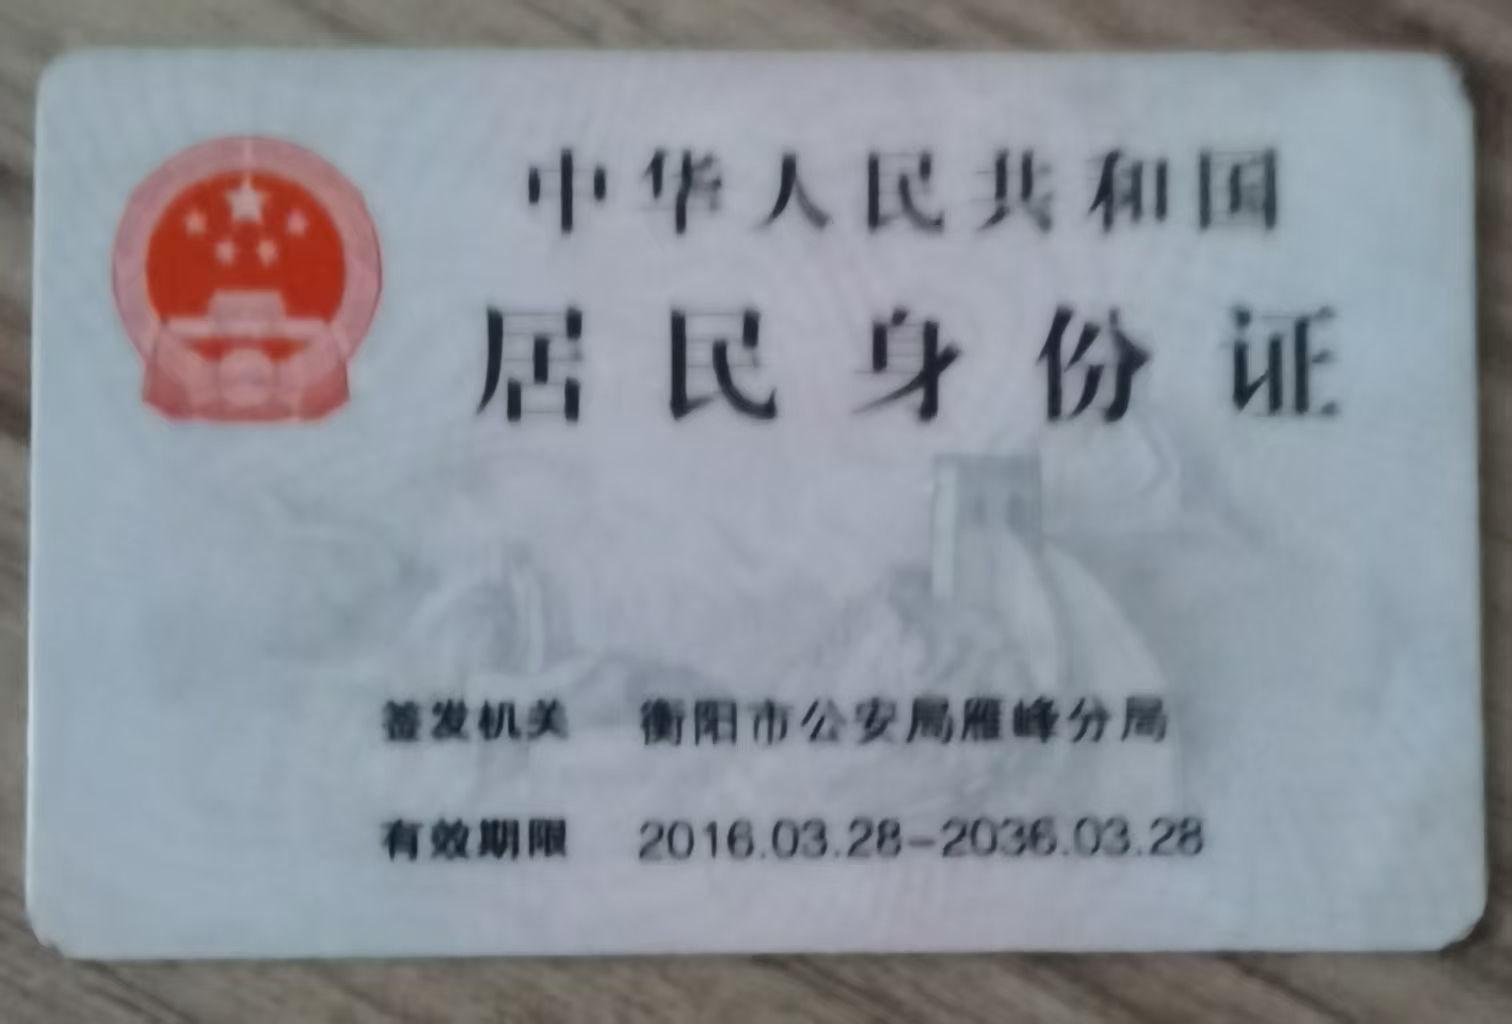 中华人民共和国
居民身份证
签发机关 衡阳市公安局雁峰分局
有效期限 2016.03.28-2036.03.28